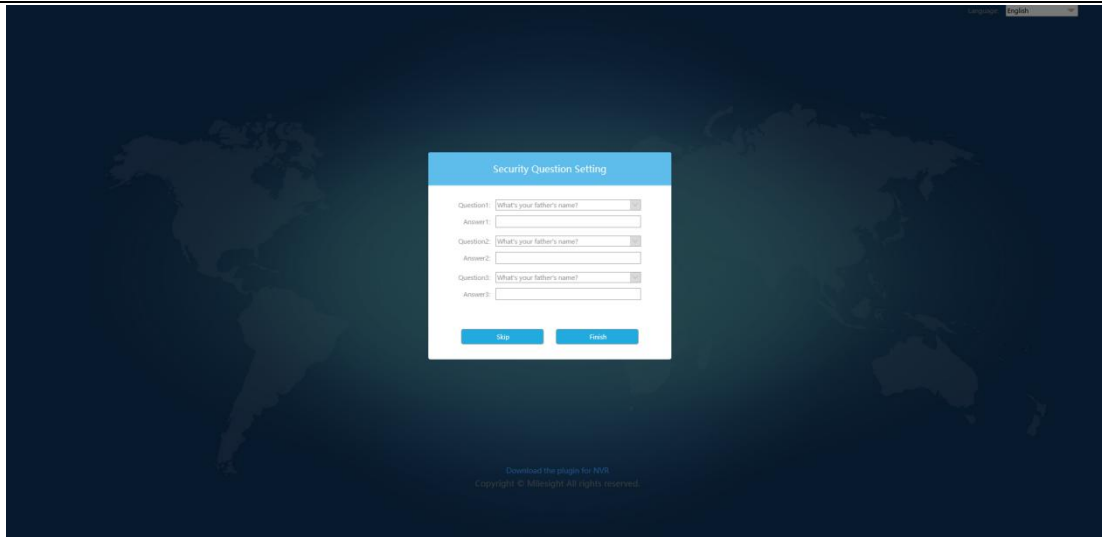 Language: English
Security Question Setting
Question1: What's your father's name?
Answer1:
Question2: What's your father's name?
Answer2:
Question3: What's your father's name?
Answer3:
Skip Finish
Download the plugin for NVR
Copyright © Milesight All rights reserved.